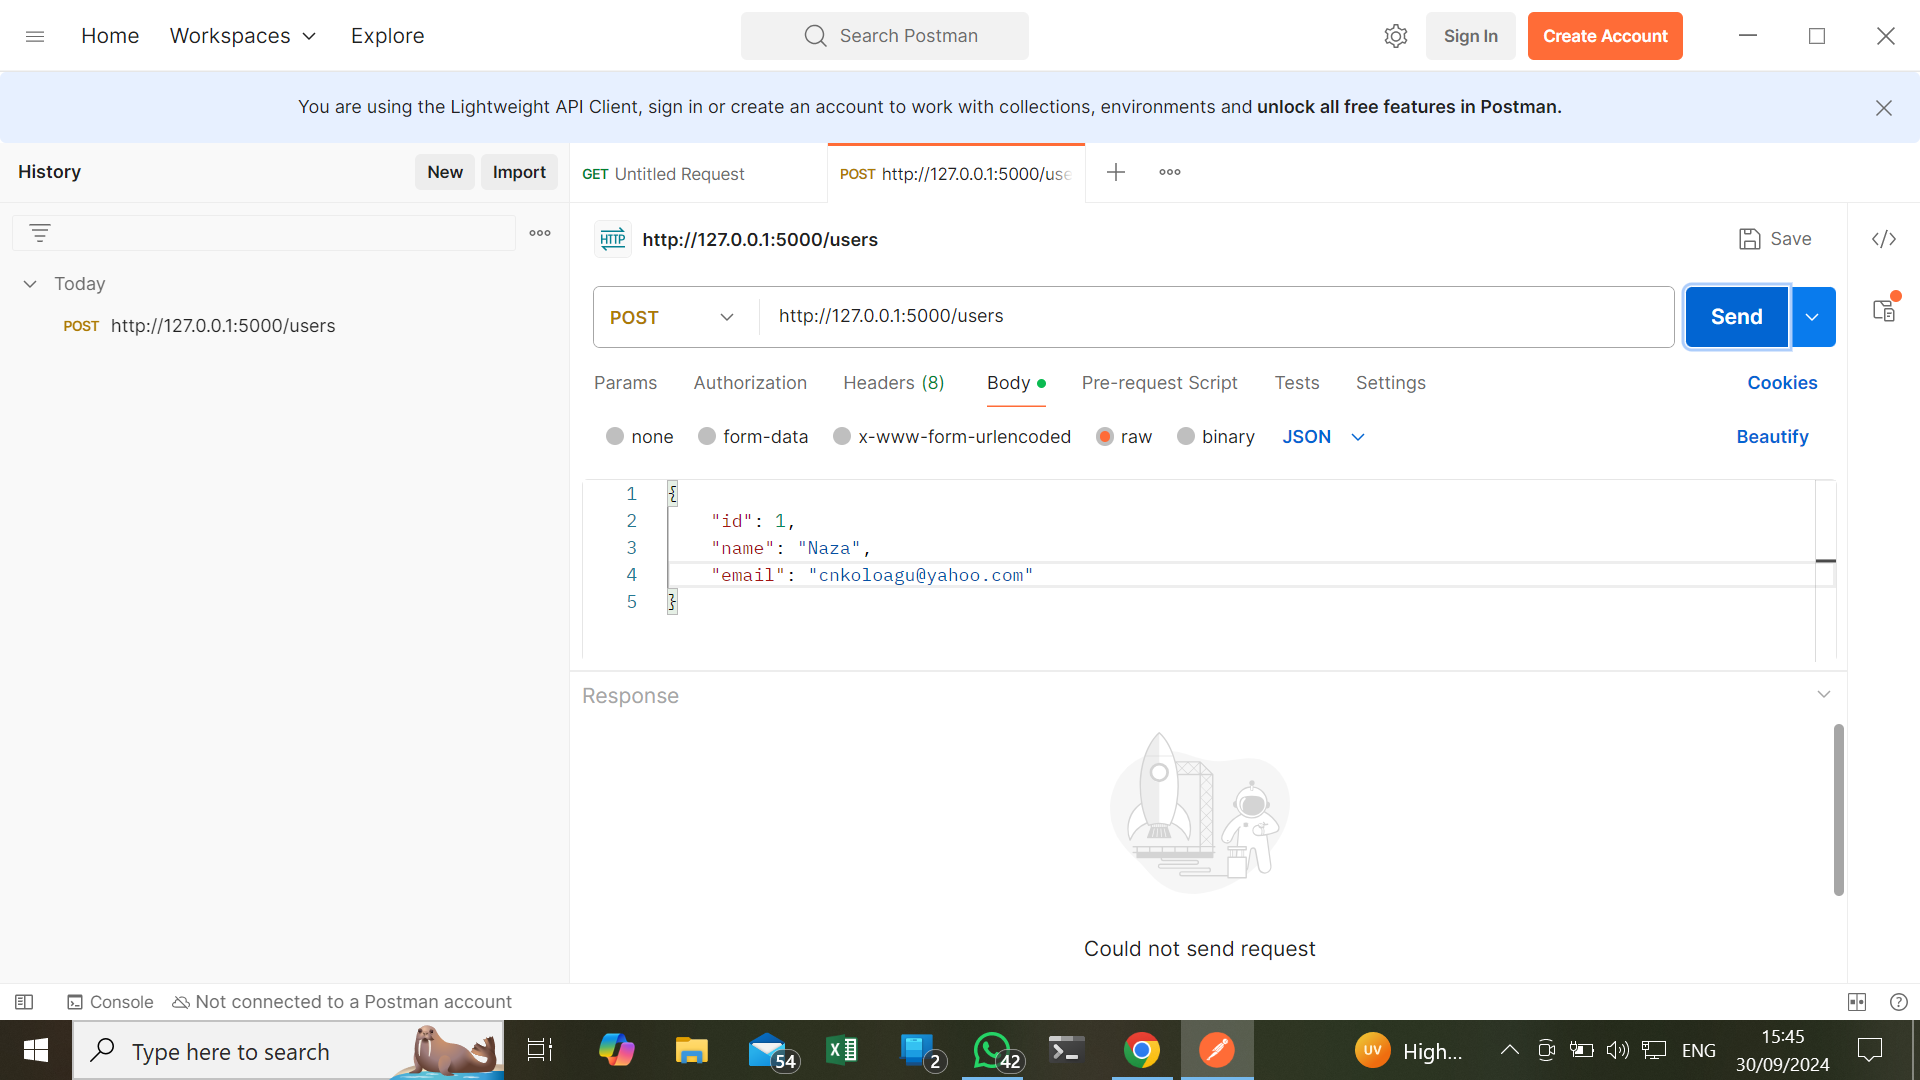 Home Workspaces Explore Search Postman Sign In Create Account
You are using the Lightweight API Client, sign in or create an account to work with collections, environments and unlock all free features in Postman.
History New Import GET Untitled Request POST http://127.0.0.1:5000/use
HTTP http://127.0.0.1:5000/users Save </>
Today
POST http://127.0.0.1:5000/users
POST http://127.0.0.1:5000/users Send
Params Authorization Headers (8) Body Pre-request Script Tests Settings Cookies
none form-data x-www-form-urlencoded raw binary JSON Beautify
1 {
2 "id": 1,
3 "name": "Naza",
4 "email": "cnkoloagu@yahoo.com"
5 }
Response
Could not send request
Console Not connected to a Postman account
Type here to search 54 2 42 UV High... ENG 15:45
30/09/2024